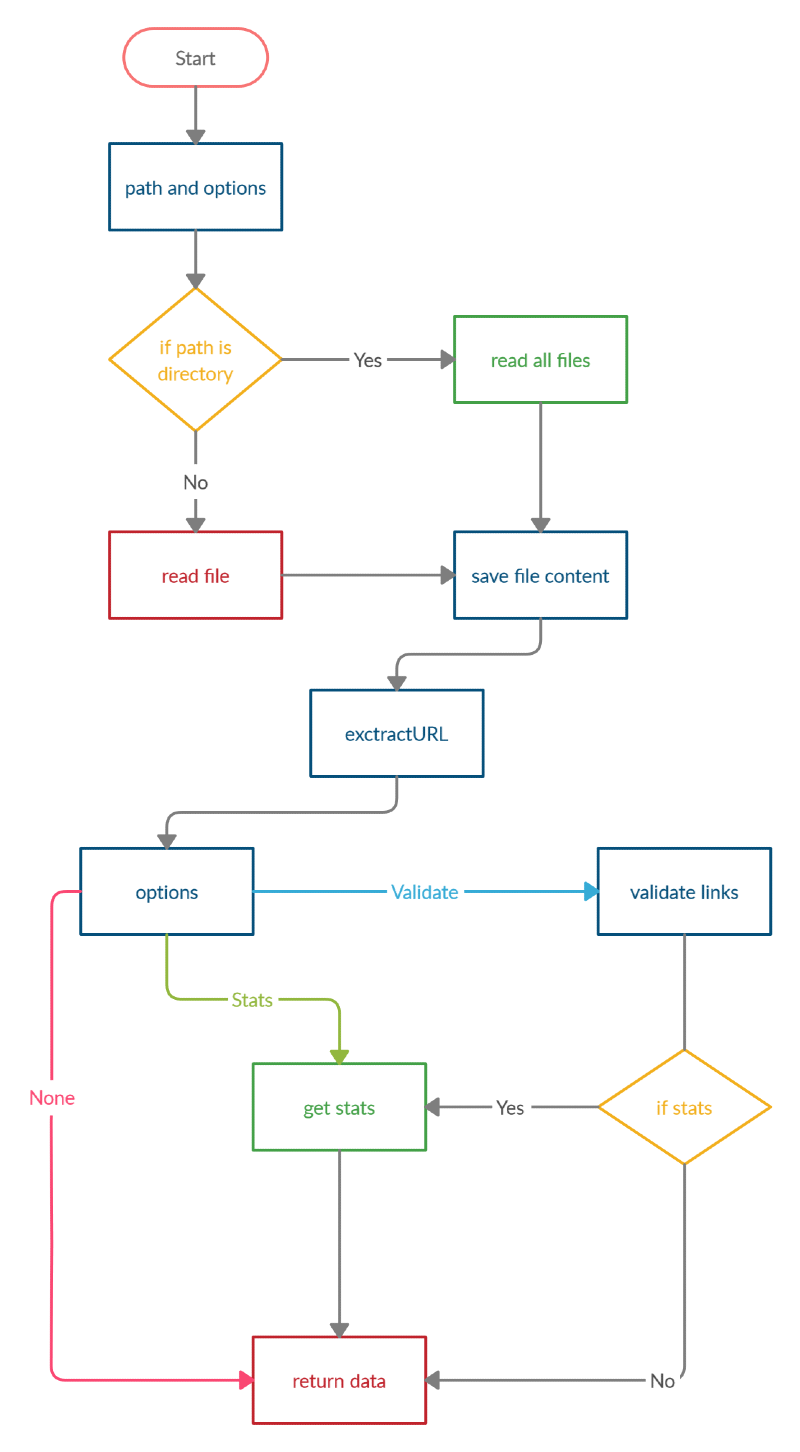 Start
path and options
if path is
directory
Yes
read all files
No
read file
save file content
exctractURL
options
Validate
validate links
Stats
None
get stats
Yes
if stats
return data
No